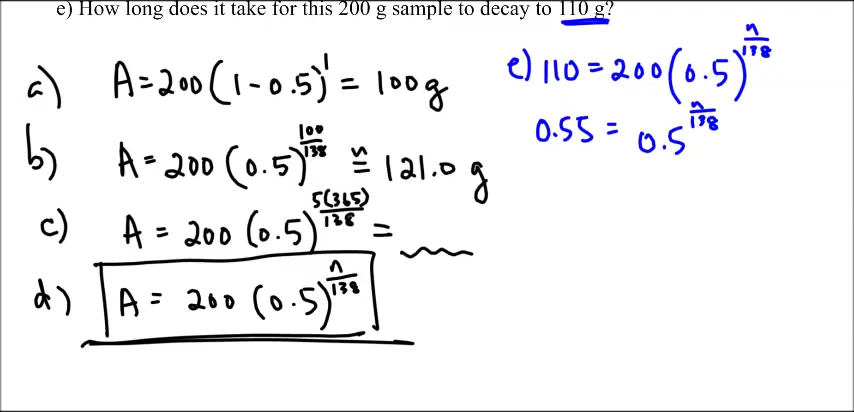 e) How long does it take for this 200 g sample to decay to 110 g?
a) A = 200 (1 - 0.5)^1 = 100 g
b) A = 200 (0.5)^(100/138) ≅ 121.0 g
c) A = 200 (0.5)^(5(365)/138) =
d) A = 200 (0.5)^(n/138)
e) 110 = 200 (0.5)^(n/138)
0.55 = 0.5^(n/138)